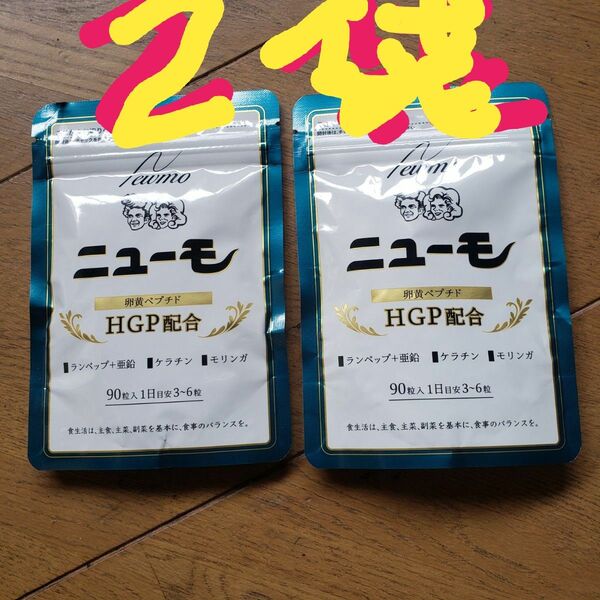 2袋
Newmo
ニューモ
卵黄ペプチド
HGP配合
ランペップ+亜鉛 ケラチン モリンガ
90粒入 1日目安3~6粒
食生活は、主食、主菜、副菜を基本に、食事のバランスを。
Newmo
ニューモ
卵黄ペプチド
HGP配合
ランペップ+亜鉛 ケラチン モリンガ
90粒入 1日目安3~6粒
食生活は、主食、主菜、副菜を基本に、食事のバランスを。